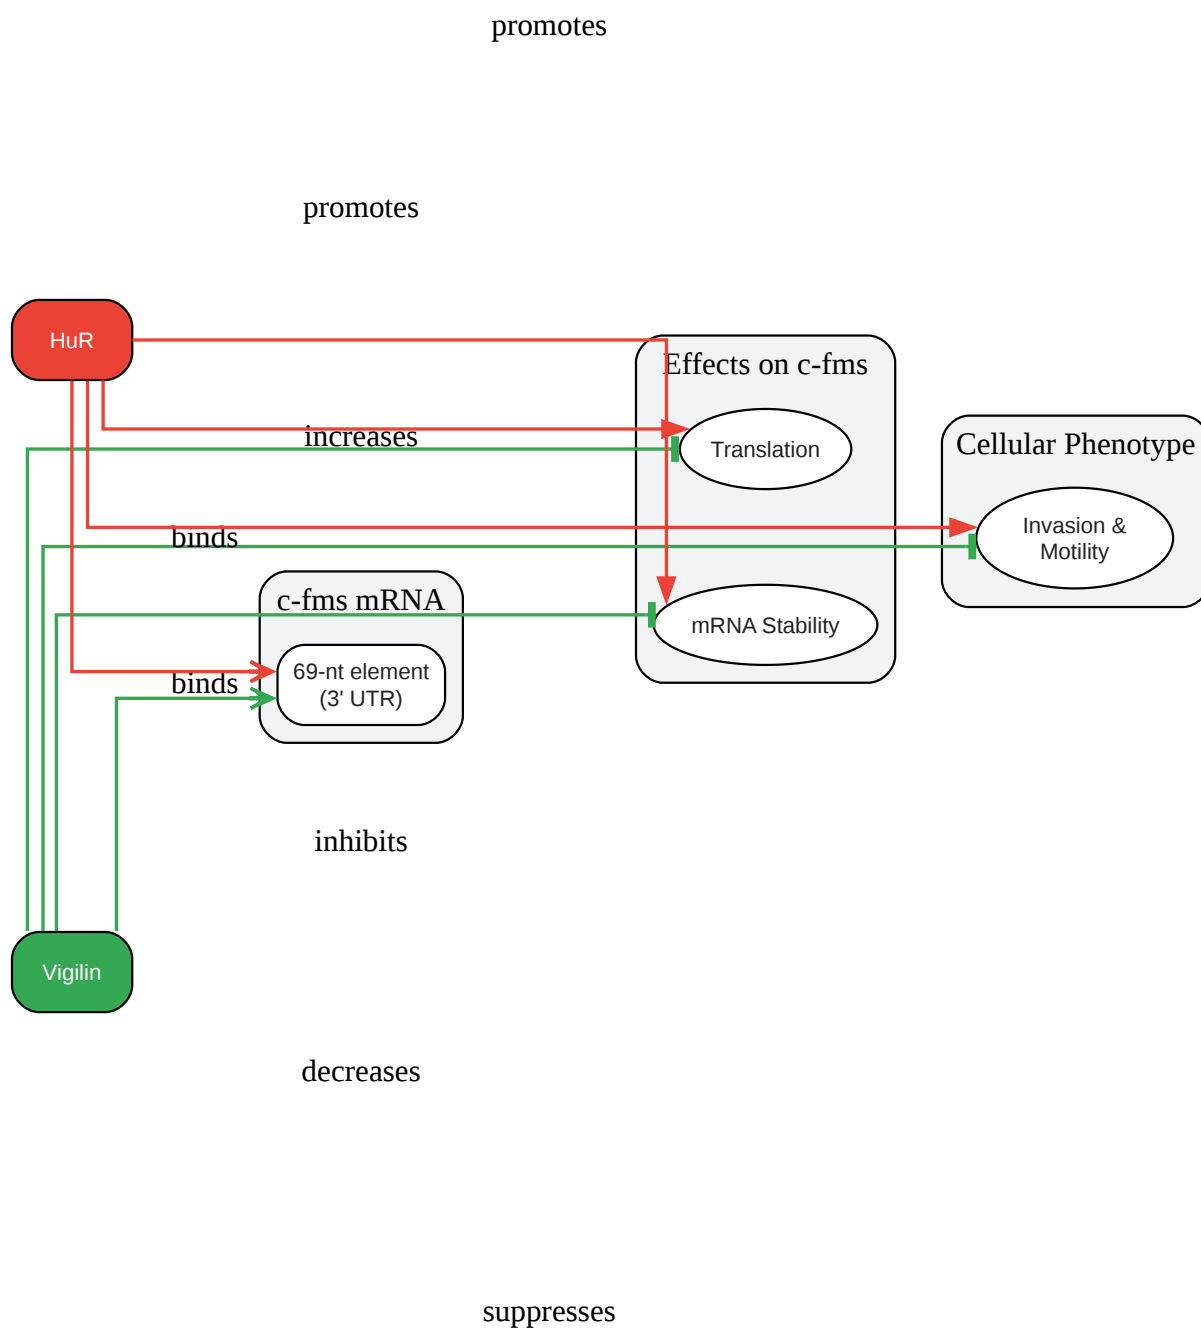 promotes
promotes
HuR
Effects on c-fms
increases
Translation
Cellular Phenotype
binds
Invasion &
Motility
c-fms mRNA
mRNA Stability
binds
69-nt element
(3' UTR)
inhibits
Vigilin
decreases
suppresses